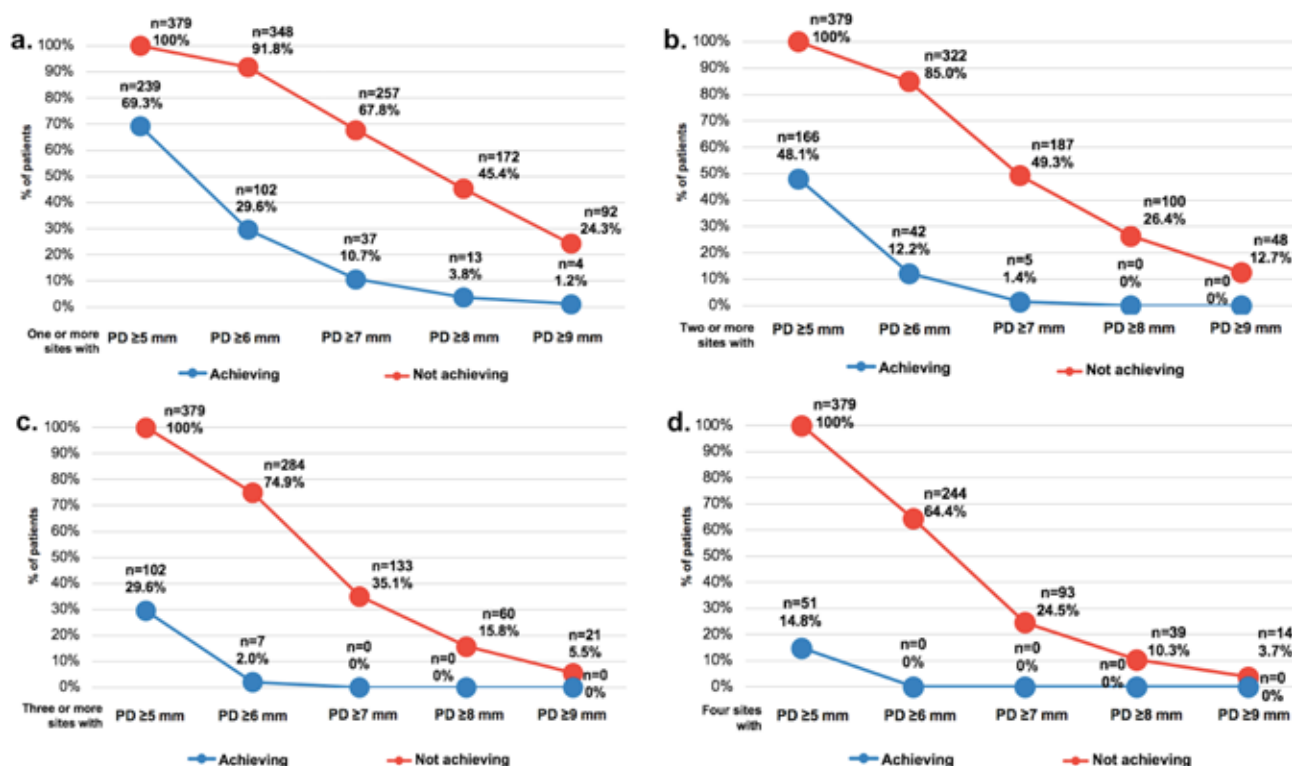 a.
% of patients
100%
90%
80%
70%
60%
50%
40%
30%
20%
10%
0%
n=379
100%
n=348
91.8%
n=257
67.8%
n=172
45.4%
n=92
24.3%
n=239
69.3%
n=102
29.6%
n=37
10.7%
n=13
3.8%
n=4
1.2%
One or more
sites with
PD ≥5 mm PD ≥6 mm PD ≥7 mm PD ≥8 mm PD ≥9 mm
Achieving Not achieving
b.
% of patients
100%
90%
80%
70%
60%
50%
40%
30%
20%
10%
0%
n=379
100%
n=322
85.0%
n=187
49.3%
n=100
26.4%
n=48
12.7%
n=166
48.1%
n=42
12.2%
n=5
1.4%
n=0
0%
n=0
0%
Two or more
sites with
PD ≥5 mm PD ≥6 mm PD ≥7 mm PD ≥8 mm PD ≥9 mm
Achieving Not achieving
c.
% of patients
100%
90%
80%
70%
60%
50%
40%
30%
20%
10%
0%
n=379
100%
n=284
74.9%
n=133
35.1%
n=60
15.8%
n=21
5.5%
n=102
29.6%
n=7
2.0%
n=0
0%
n=0
0%
n=0
0%
Three or more
sites with
PD ≥5 mm PD ≥6 mm PD ≥7 mm PD ≥8 mm PD ≥9 mm
Achieving Not achieving
d.
% of patients
100%
90%
80%
70%
60%
50%
40%
30%
20%
10%
0%
n=379
100%
n=244
64.4%
n=93
24.5%
n=39
10.3%
n=14
3.7%
n=51
14.8%
n=0
0%
n=0
0%
n=0
0%
n=0
0%
Four sites
with
PD ≥5 mm PD ≥6 mm PD ≥7 mm PD ≥8 mm PD ≥9 mm
Achieving Not achieving